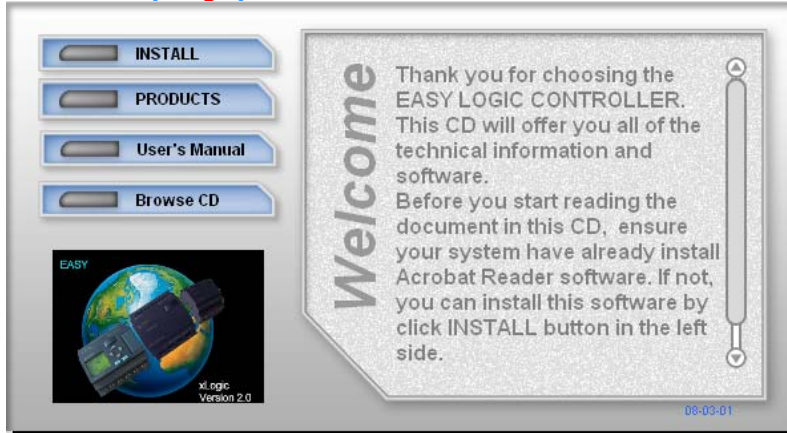 INSTALL
PRODUCTS
User's Manual
Browse CD
EASY
xLogic
Version 2.0
Welcome
Thank you for choosing the
EASY LOGIC CONTROLLER.
This CD will offer you all of the
technical information and
software.
Before you start reading the
document in this CD, ensure
your system have already install
Acrobat Reader software. If not,
you can install this software by
click INSTALL button in the left
side.
08-03-01